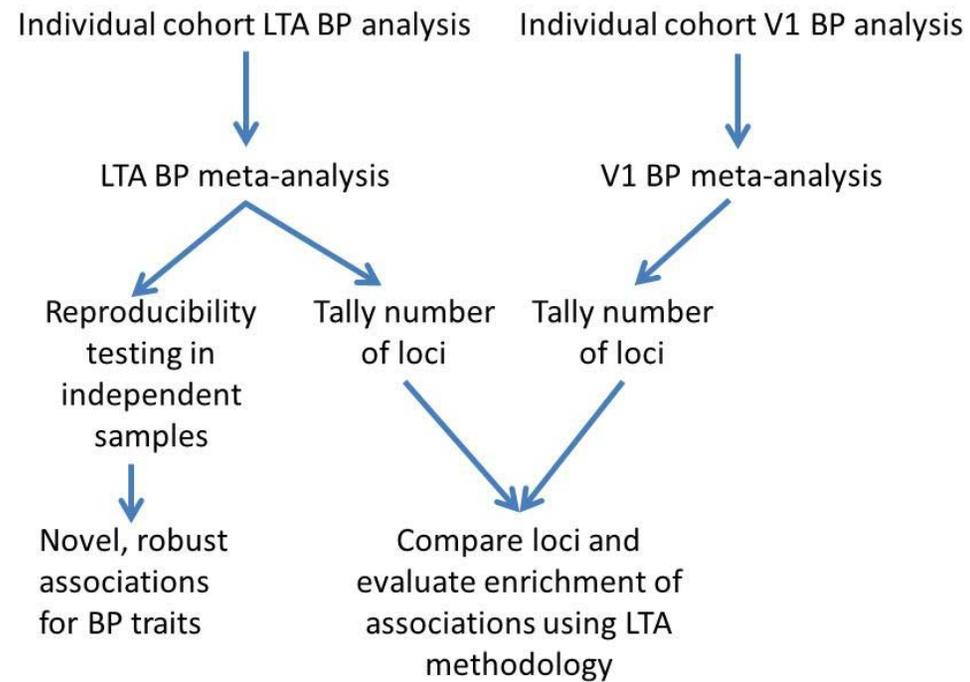 Individual cohort LTA BP analysis
Individual cohort V1 BP analysis
LTA BP meta-analysis
V1 BP meta-analysis
Reproducibility
testing in
independent
samples
Tally number
of loci
Tally number
of loci
Novel, robust
associations
for BP traits
Compare loci and
evaluate enrichment of
associations using LTA
methodology